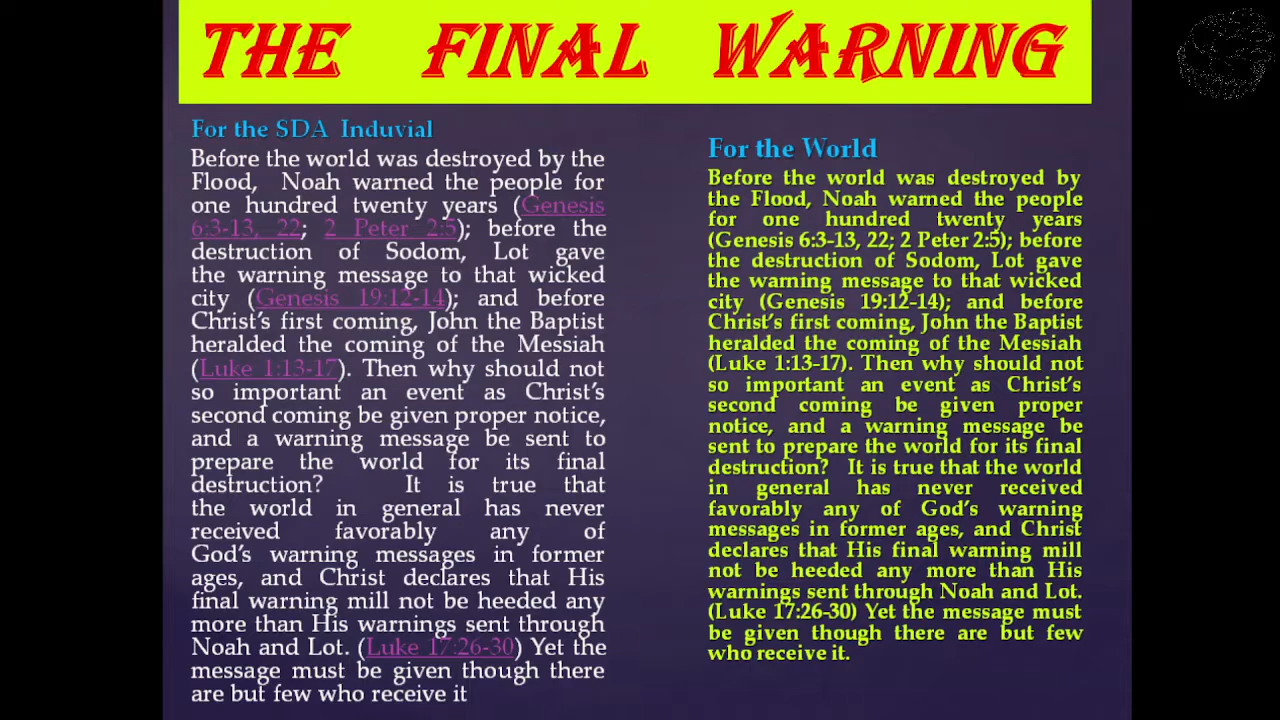 THE FINAL WARNING
For the SDA Induvial
Before the world was destroyed by the
Flood, Noah warned the people for
one hundred twenty years (Genesis
6:3-13, 22; 2 Peter 2:5); before the
destruction of Sodom, Lot gave
the warning message to that wicked
city (Genesis 19:12-14); and before
Christ's first coming, John the Baptist
heralded the coming of the Messiah
(Luke 1:13-17). Then why should not
so important an event as Christ's
second coming be given proper notice,
and a warning message be sent to
prepare the world for its final
destruction? It is true that
the world in general has never
received favorably any of
God's warning messages in former
ages, and Christ declares that His
final warning mill not be heeded any
more than His warnings sent through
Noah and Lot. (Luke 17:26-30) Yet the
message must be given though there
are but few who receive it
For the World
Before the world was destroyed by
the Flood, Noah warned the people
for one hundred twenty years
(Genesis 6:3-13, 22; 2 Peter 2:5); before
the destruction of Sodom, Lot gave
the warning message to that wicked
city (Genesis 19:12-14); and before
Christ's first coming, John the Baptist
heralded the coming of the Messiah
(Luke 1:13-17). Then why should not
so important an event as Christ's
second coming be given proper
notice, and a warning message be
sent to prepare the world for its final
destruction? It is true that the world
in general has never received
favorably any of God's warning
messages in former ages, and Christ
declares that His final warning mill
not be heeded any more than His
warnings sent through Noah and Lot.
(Luke 17:26-30) Yet the message must
be given though there are but few
who receive it.